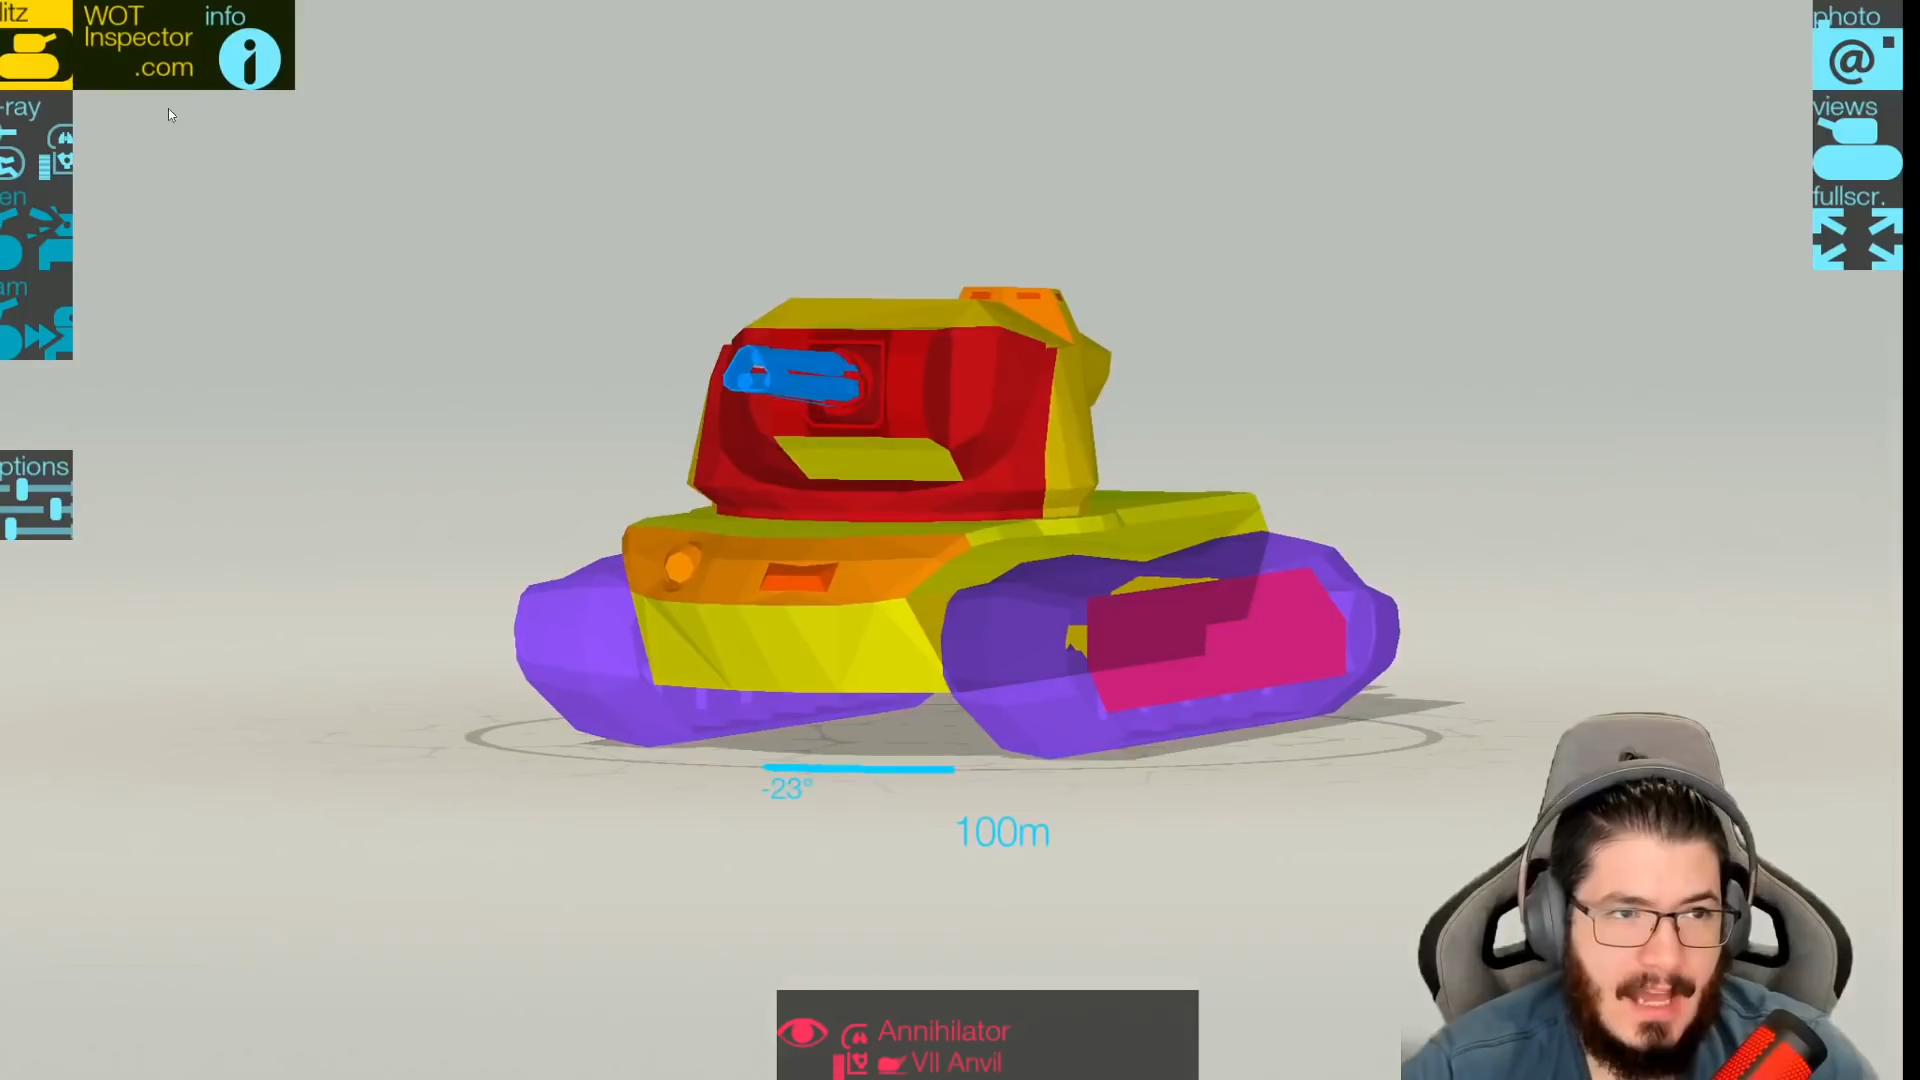 litz
WOT
Inspector
.com
info
-ray
en
am
ptions
photo
@
views
fullscr.
-23°
100m
Annihilator
VII Anvil